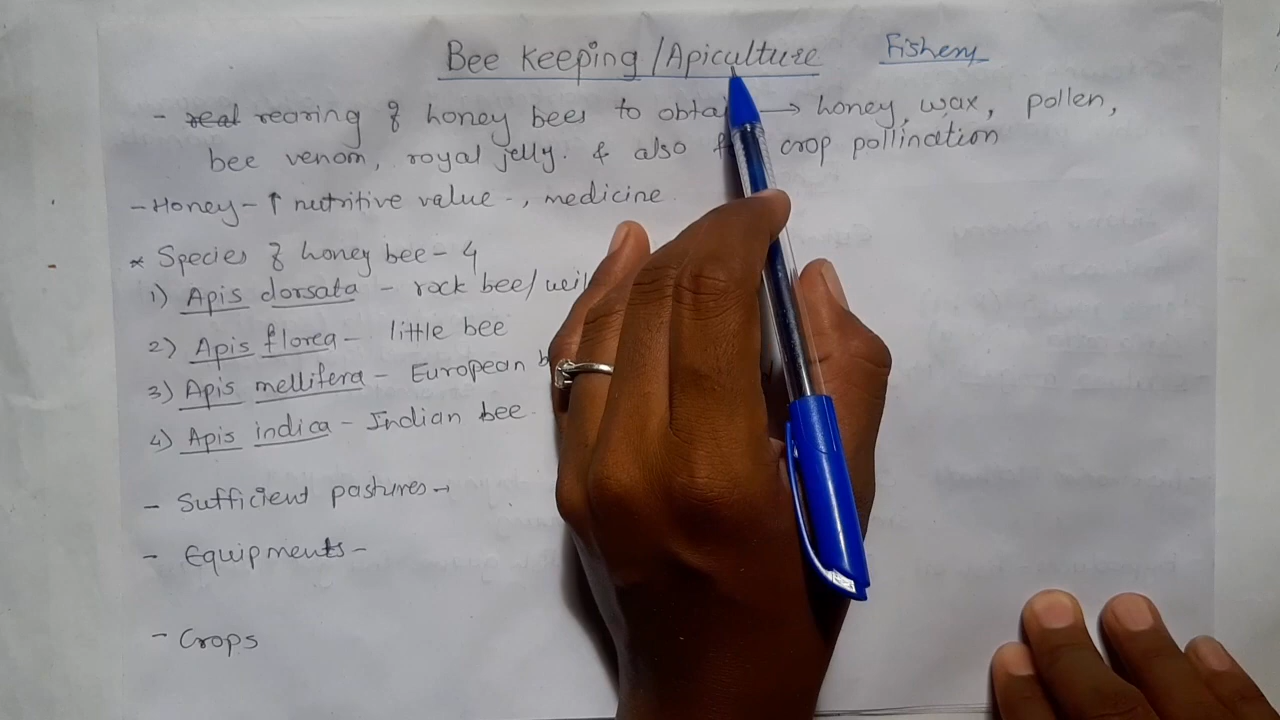 Bee Keeping/Apiculture Fishery
- real rearing of honey bees to obtai → honey, wax, pollen,
bee venom, royal jelly. & also crop pollination
- Honey - ↑ nutritive value -, medicine.
* Species of honey bee - 4
1) Apis dorsata - rock bee/
2) Apis florea - little bee
3) Apis mellifera - European b
4) Apis indica - Indian bee.
- Sufficient pastures →
- Equipments -
- Crops